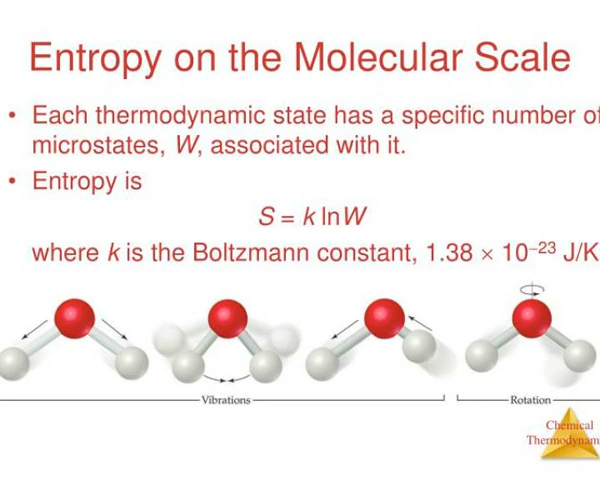 Entropy on the Molecular Scale
• Each thermodynamic state has a specific number of
microstates, W, associated with it.
• Entropy is
S = k lnW
where k is the Boltzmann constant, 1.38 × 10⁻²³ J/K
Vibrations
Rotation
Chemical
Thermodynam